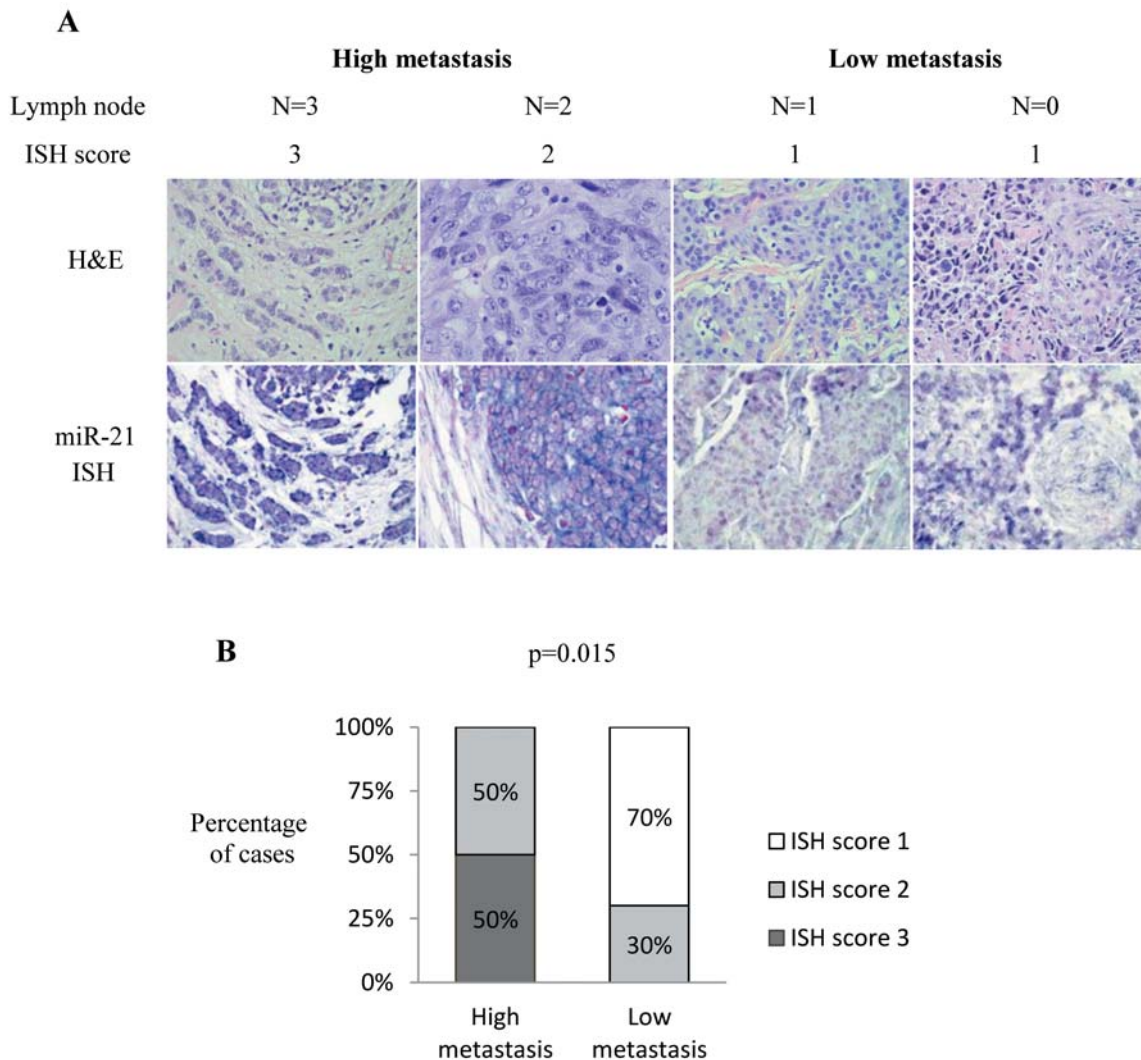 A
High metastasis Low metastasis
Lymph node N=3 N=2 N=1 N=0
ISH score 3 2 1 1
H&E
miR-21
ISH
B p=0.015
100%
75%
50%
25%
0%
Percentage
of cases
50%
50%
70%
30%
High
metastasis
Low
metastasis
ISH score 1
ISH score 2
ISH score 3